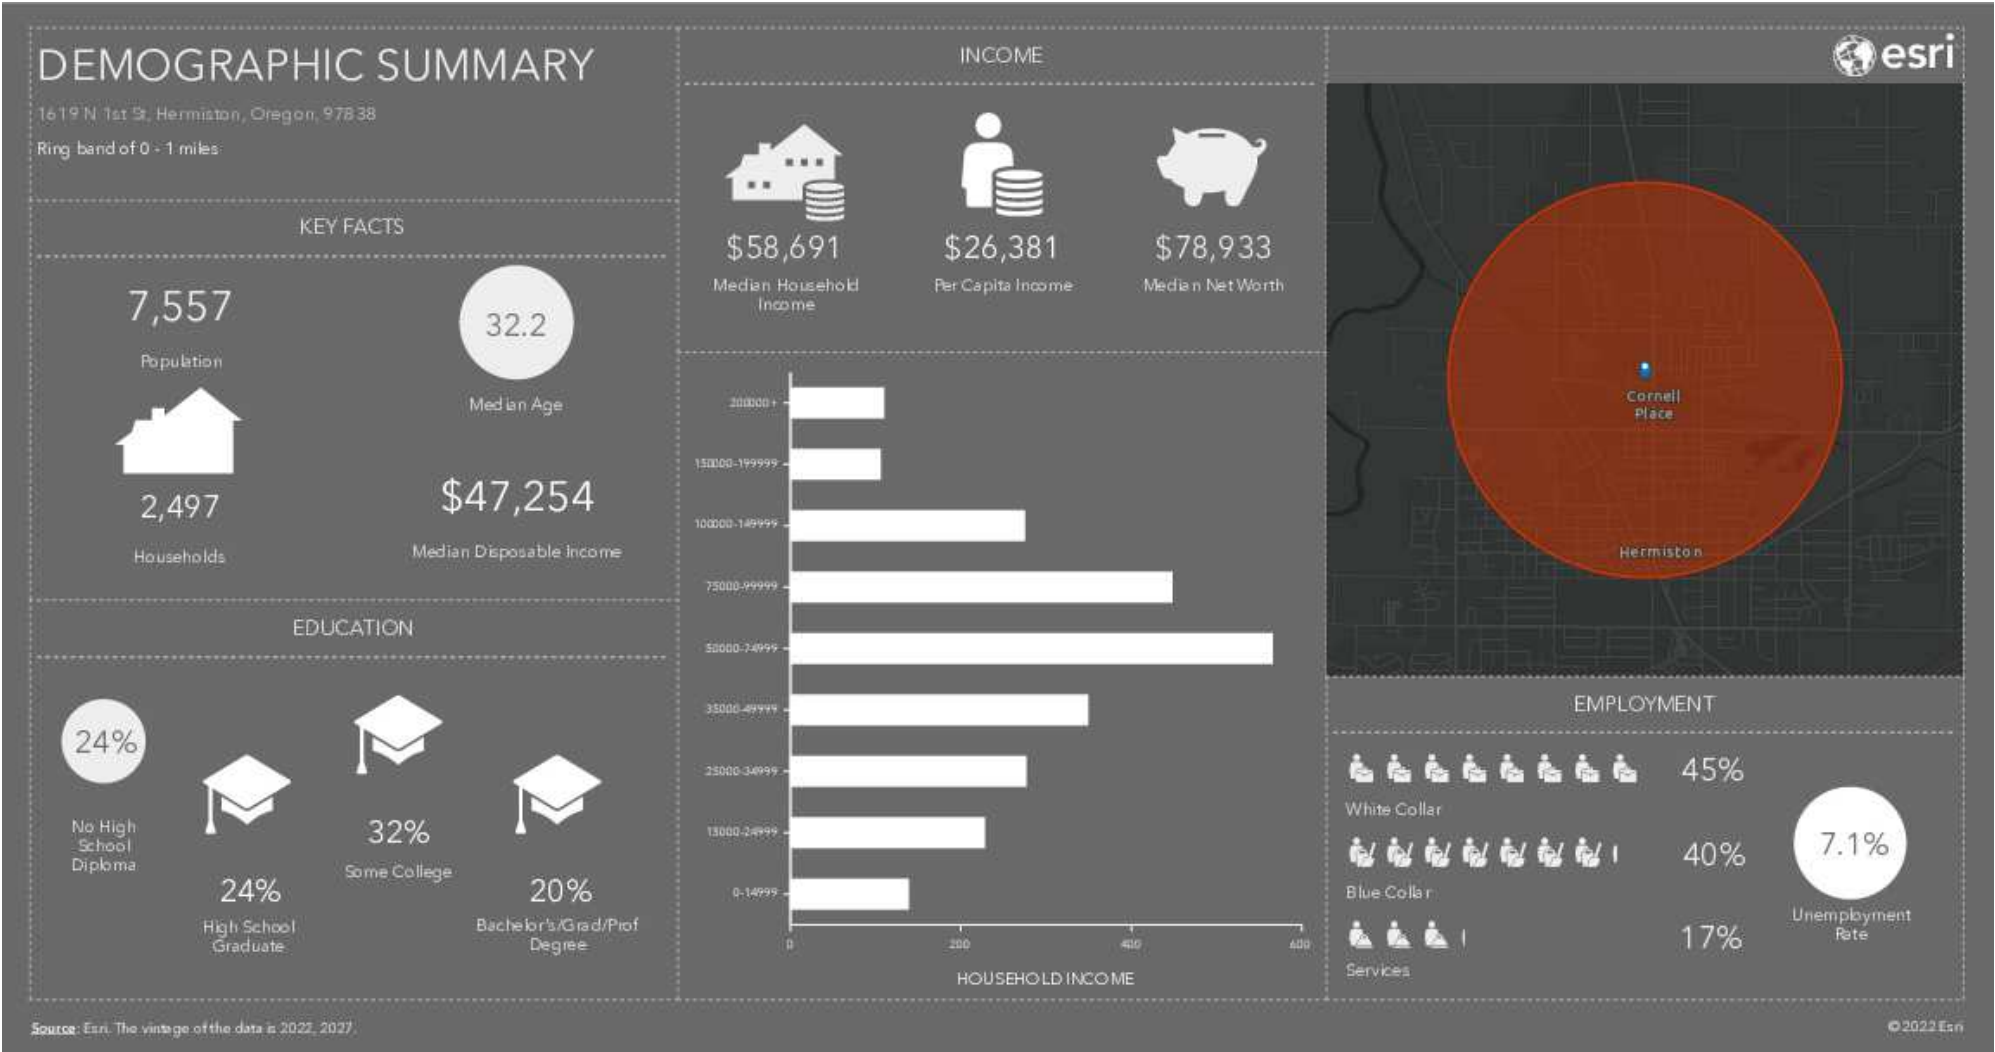 DEMOGRAPHIC SUMMARY
1619 N 1st St, Hermiston, Oregon, 97838
Ring band of 0 - 1 miles
KEY FACTS
7,557
Population
32.2
Median Age
2,497
Households
$47,254
Median Disposable Income
EDUCATION
24%
No High
School
Diploma
24%
High School
Graduate
32%
Some College
20%
Bachelor's/Grad/Prof
Degree
INCOME
$58,691
Median Household
Income
$26,381
Per Capita Income
$78,933
Median Net Worth
200000+
150000-199999
100000-149999
75000-99999
50000-74999
35000-49999
25000-34999
15000-24999
0-14999
0
200
400
600
HOUSEHOLD INCOME
esri
Cornell
Place
Hermiston
EMPLOYMENT
45%
White Collar
40%
Blue Collar
17%
Services
7.1%
Unemployment
Rate
Source: Esri. The vintage of the data is 2022, 2027.
© 2022 Esri